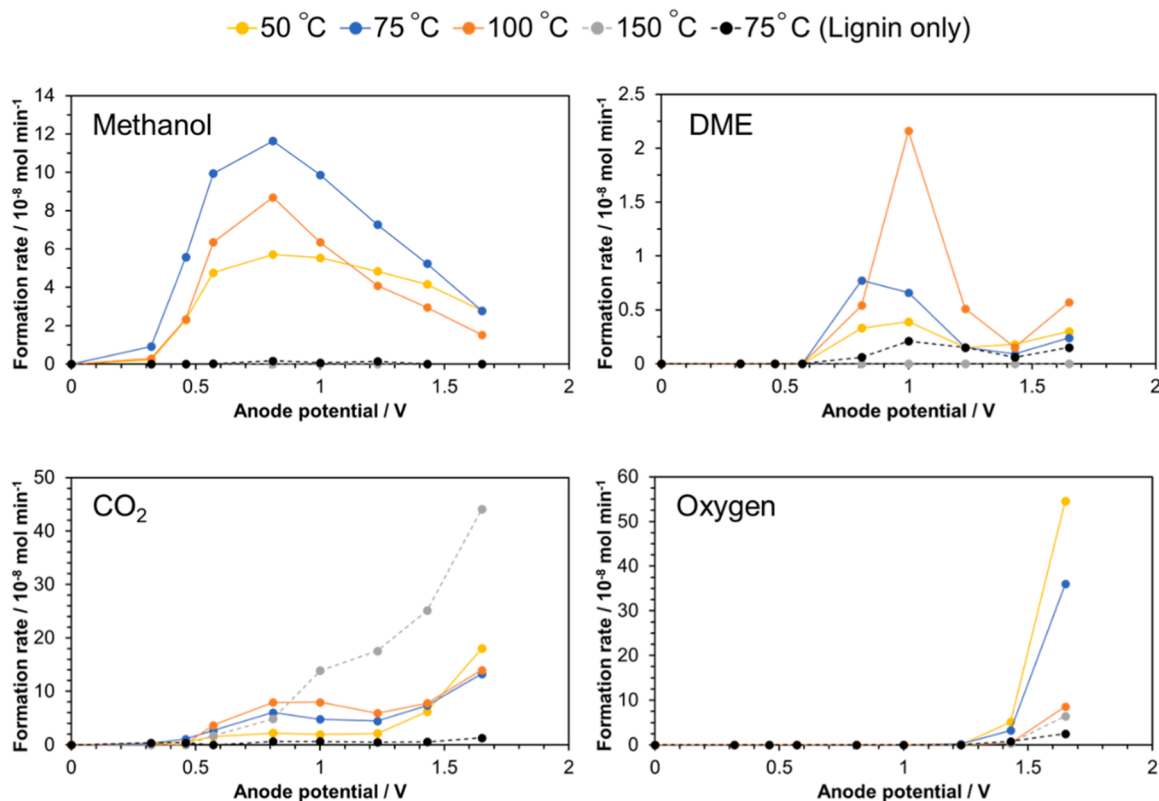 50 °C 75 °C 100 °C 150 °C 75 °C (Lignin only)
Methanol
Formation rate / 10⁻⁸ mol min⁻¹
14
12
10
8
6
4
2
0
0 0.5 1 1.5 2
Anode potential / V
DME
Formation rate / 10⁻⁸ mol min⁻¹
2.5
2
1.5
1
0.5
0
0 0.5 1 1.5 2
Anode potential / V
CO₂
Formation rate / 10⁻⁸ mol min⁻¹
50
40
30
20
10
0
0 0.5 1 1.5 2
Anode potential / V
Oxygen
Formation rate / 10⁻⁸ mol min⁻¹
60
50
40
30
20
10
0
0 0.5 1 1.5 2
Anode potential / V